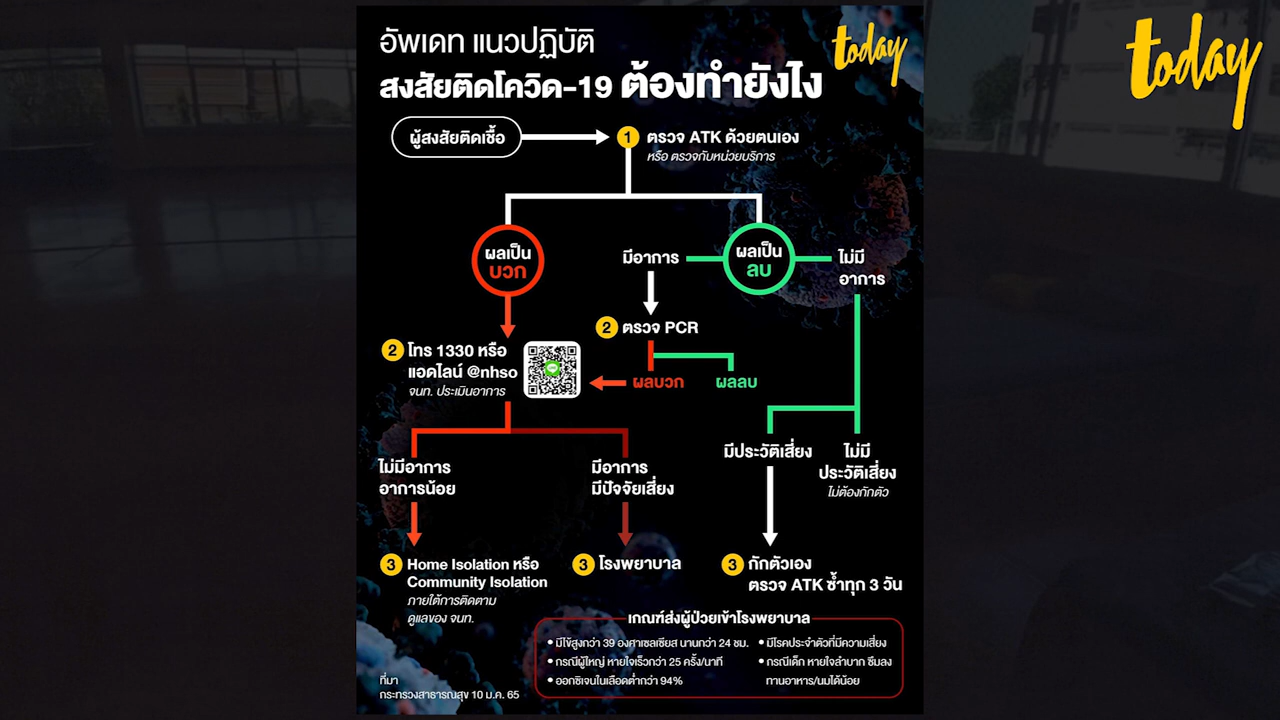 อัพเดท แนวปฏิบัติ
สงสัยติดโควิด-19 ต้องทำยังไง
today
today
ผู้สงสัยติดเชื้อ
1 ตรวจ ATK ด้วยตนเอง
หรือ ตรวจกับหน่วยบริการ
ผลเป็น
บวก
มีอาการ
ผลเป็น
ลบ
ไม่มี
อาการ
2 ตรวจ PCR
ผลบวก
ผลลบ
2 โทร 1330 หรือ
แอดไลน์ @nhso
จนท. ประเมินอาการ
ไม่มีอาการ
อาการน้อย
มีอาการ
มีปัจจัยเสี่ยง
มีประวัติเสี่ยง
ไม่มี
ประวัติเสี่ยง
ไม่ต้องกักตัว
3 Home Isolation หรือ
Community Isolation
ภายใต้การติดตาม
ดูแลของ จนท.
3 โรงพยาบาล
3 กักตัวเอง
ตรวจ ATK ซ้ำทุก 3 วัน
เกณฑ์ส่งผู้ป่วยเข้าโรงพยาบาล
• มีไข้สูงกว่า 39 องศาเซลเซียส นานกว่า 24 ชม.
• กรณีผู้ใหญ่ หายใจเร็วกว่า 25 ครั้ง/นาที
• ออกซิเจนในเลือดต่ำกว่า 94%
• มีโรคประจำตัวที่มีความเสี่ยง
• กรณีเด็ก หายใจลำบาก ซึมลง
ทานอาหาร/นมได้น้อย
ที่มา
กระทรวงสาธารณสุข 10 ม.ค. 65